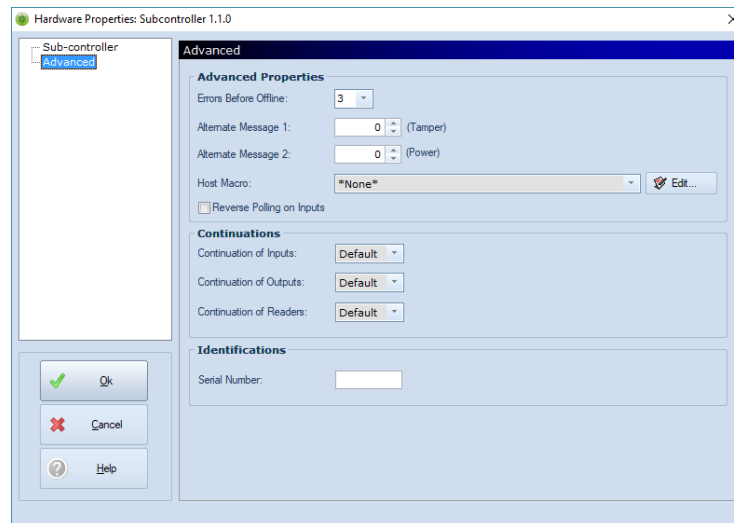 Hardware Properties: Subcontroller 1.1.0
Sub-controller
Advanced
Advanced
Advanced Properties
Errors Before Offline: 3
Alternate Message 1: 0 (Tamper)
Alternate Message 2: 0 (Power)
Host Macro: *None* Edit...
Reverse Polling on Inputs
Continuations
Continuation of Inputs: Default
Continuation of Outputs: Default
Continuation of Readers: Default
Identifications
Serial Number:
Ok
Cancel
Help